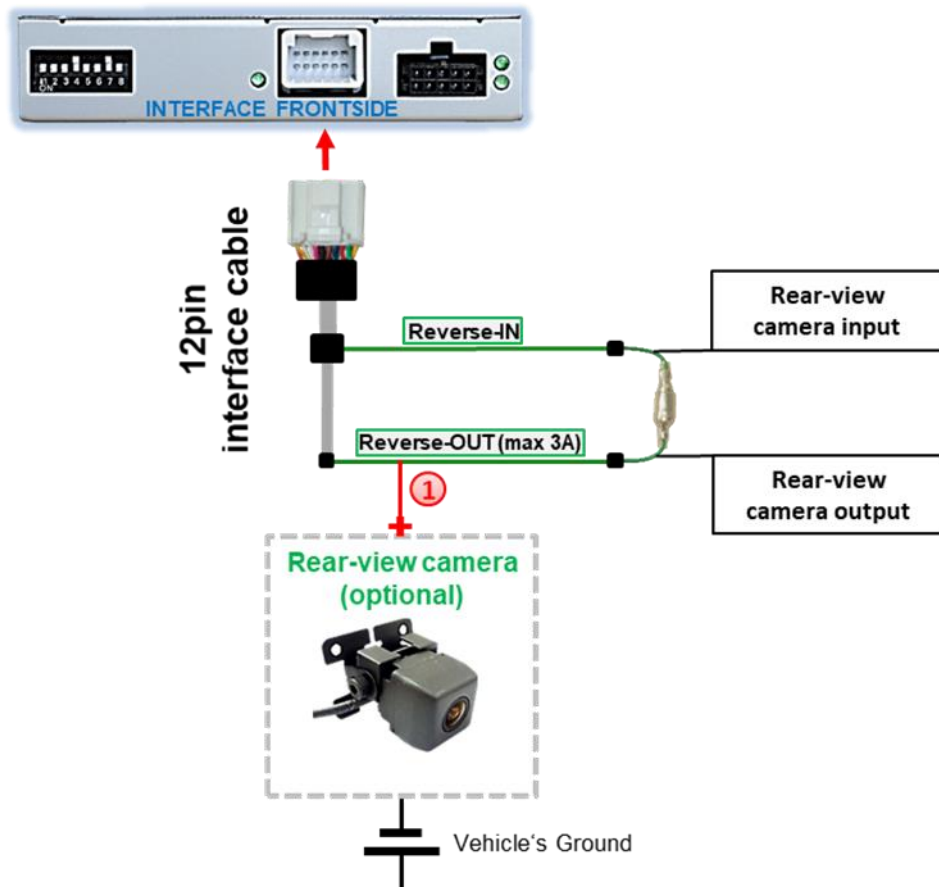 1 2 3 4 5 6 7 8
ON
INTERFACE FRONTSIDE
12pin
interface cable
Reverse-IN
Rear-view
camera input
Reverse-OUT (max 3A)
1
Rear-view
camera output
Rear-view camera
(optional)
Vehicle‘s Ground